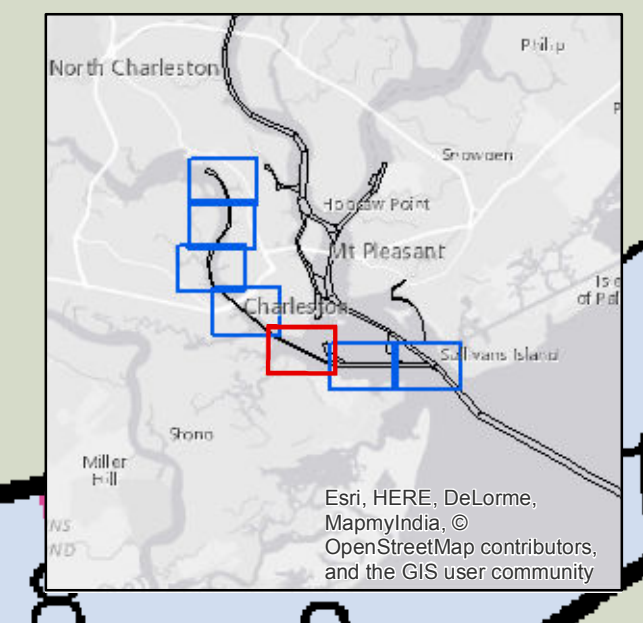 Philip
North Charleston
Snowden
Hobcaw Point
Mt Pleasant
Isle
of Pal
Charleston
Sullivans Island
Shono
Miller
Hill
Esri, HERE, DeLorme,
MapmyIndia, ©
OpenStreetMap contributors,
and the GIS user community
NS
ND